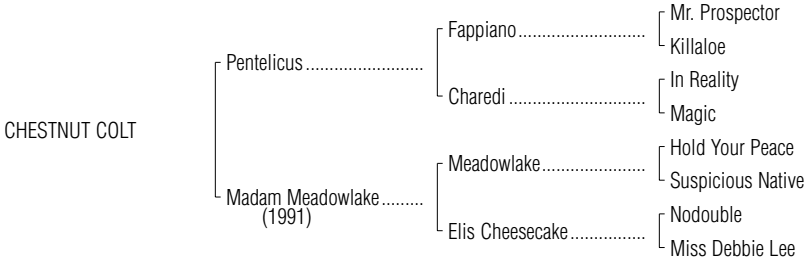 Mr. Prospector
Fappiano
Killaloe
Pentelicus
In Reality
Charedi
Magic
CHESTNUT COLT
Hold Your Peace
Meadowlake
Suspicious Native
Madam Meadowlake
(1991)
Nodouble
Elis Cheesecake
Miss Debbie Lee